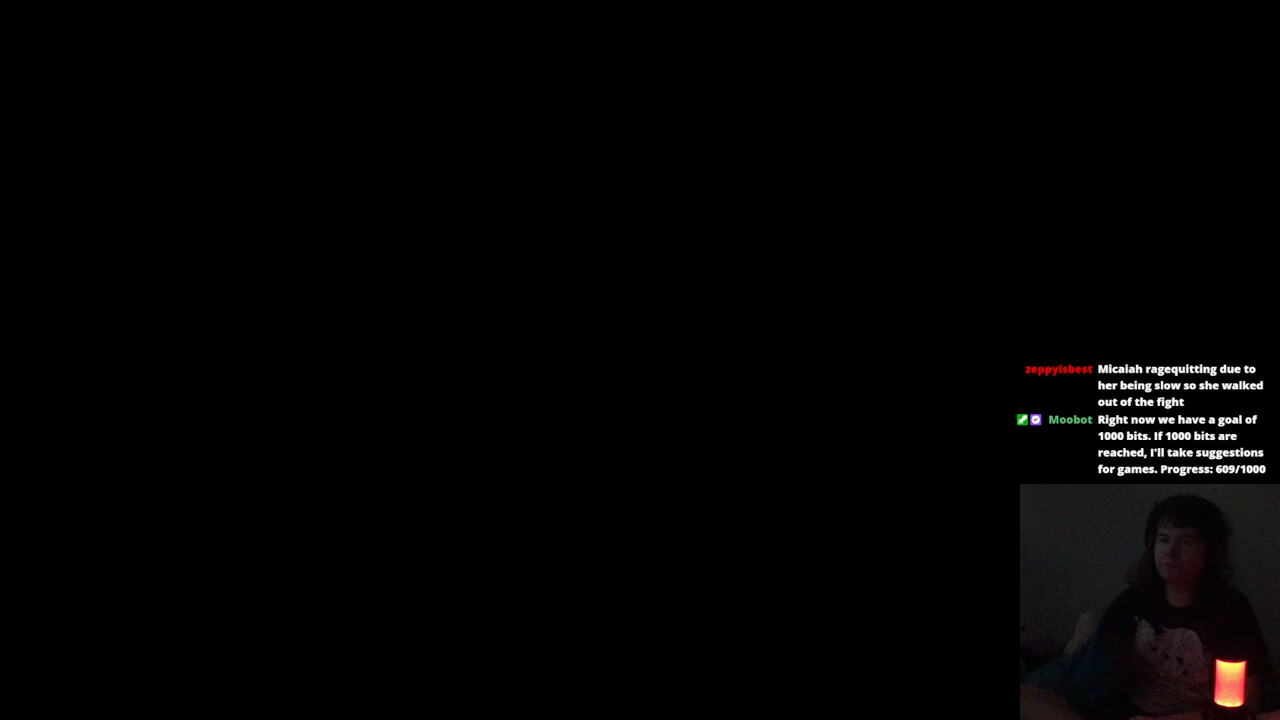 zeppyisbest Micaiah ragequitting due to
her being slow so she walked
out of the fight
Moobot Right now we have a goal of
1000 bits. If 1000 bits are
reached, I'll take suggestions
for games. Progress: 609/1000